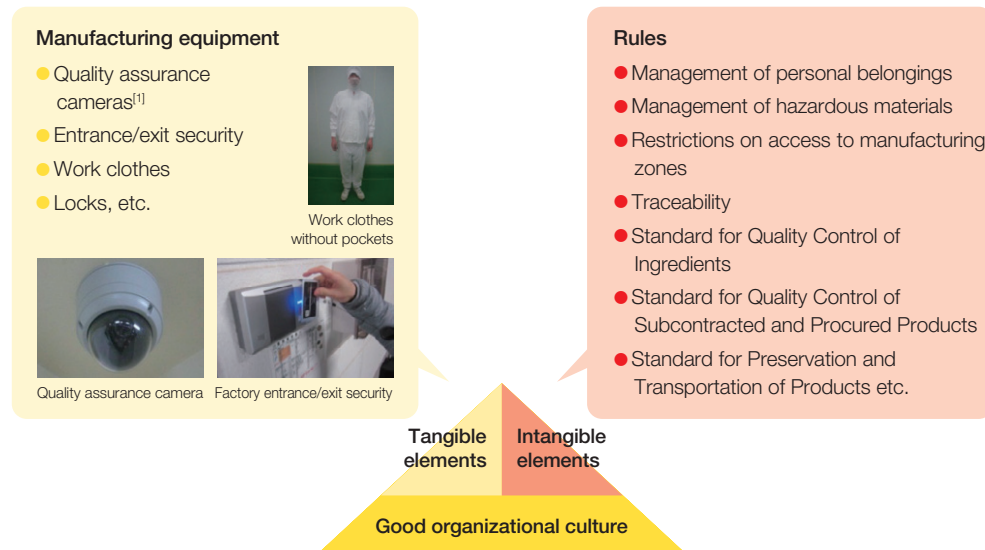 Manufacturing equipment
Quality assurance
cameras[1]
Entrance/exit security
Work clothes
Locks, etc.
Work clothes
without pockets
Quality assurance camera
Factory entrance/exit security
Rules
Management of personal belongings
Management of hazardous materials
Restrictions on access to manufacturing
zones
Traceability
Standard for Quality Control of
Ingredients
Standard for Quality Control of
Subcontracted and Procured Products
Standard for Preservation and
Transportation of Products etc.
Tangible
elements
Intangible
elements
Good organizational culture